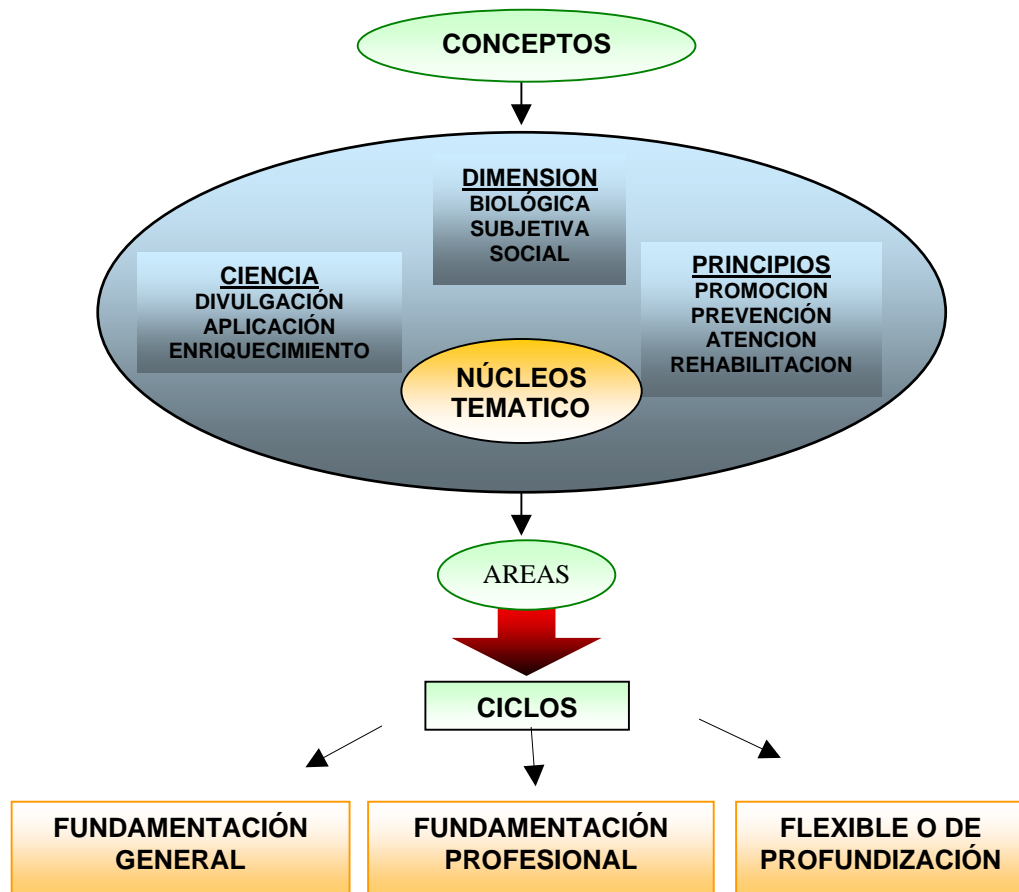 CONCEPTOS
DIMENSION
BIOLÓGICA
SUBJETIVA
SOCIAL
CIENCIA
DIVULGACIÓN
APLICACIÓN
ENRIQUECIMIENTO
PRINCIPIOS
PROMOCION
PREVENCIÓN
ATENCION
REHABILITACION
NÚCLEOS
TEMATICO
AREAS
CICLOS
FUNDAMENTACIÓN
GENERAL
FUNDAMENTACIÓN
PROFESIONAL
FLEXIBLE O DE
PROFUNDIZACIÓN